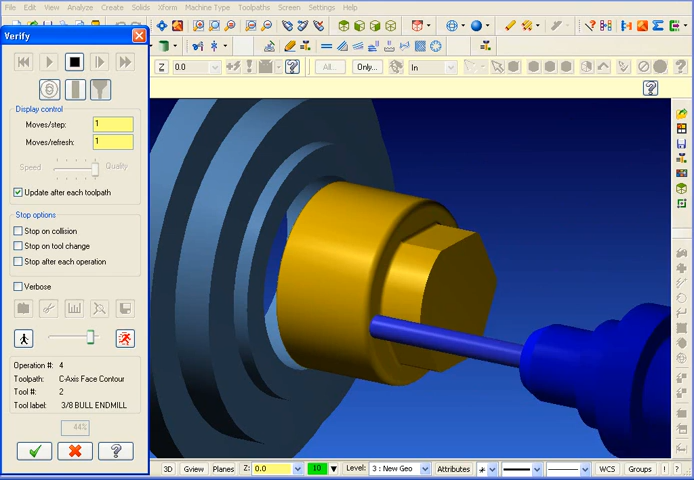 File Edit View Analyze Create Solids Xform Machine Type Toolpaths Screen Settings Help
Verify
Z 0.0 All... Only... In
Display control
Moves/step: 1
Moves/refresh: 1
Speed Quality
Update after each toolpath
Stop options
Stop on collision
Stop on tool change
Stop after each operation
Verbose
Operation #: 4
Toolpath: C-Axis Face Contour
Tool #: 2
Tool label: 3/8 BULL ENDMILL
44%
3D Gview Planes Z: 0.0 10 Level: 3 : New Geo Attributes WCS Groups ! ?